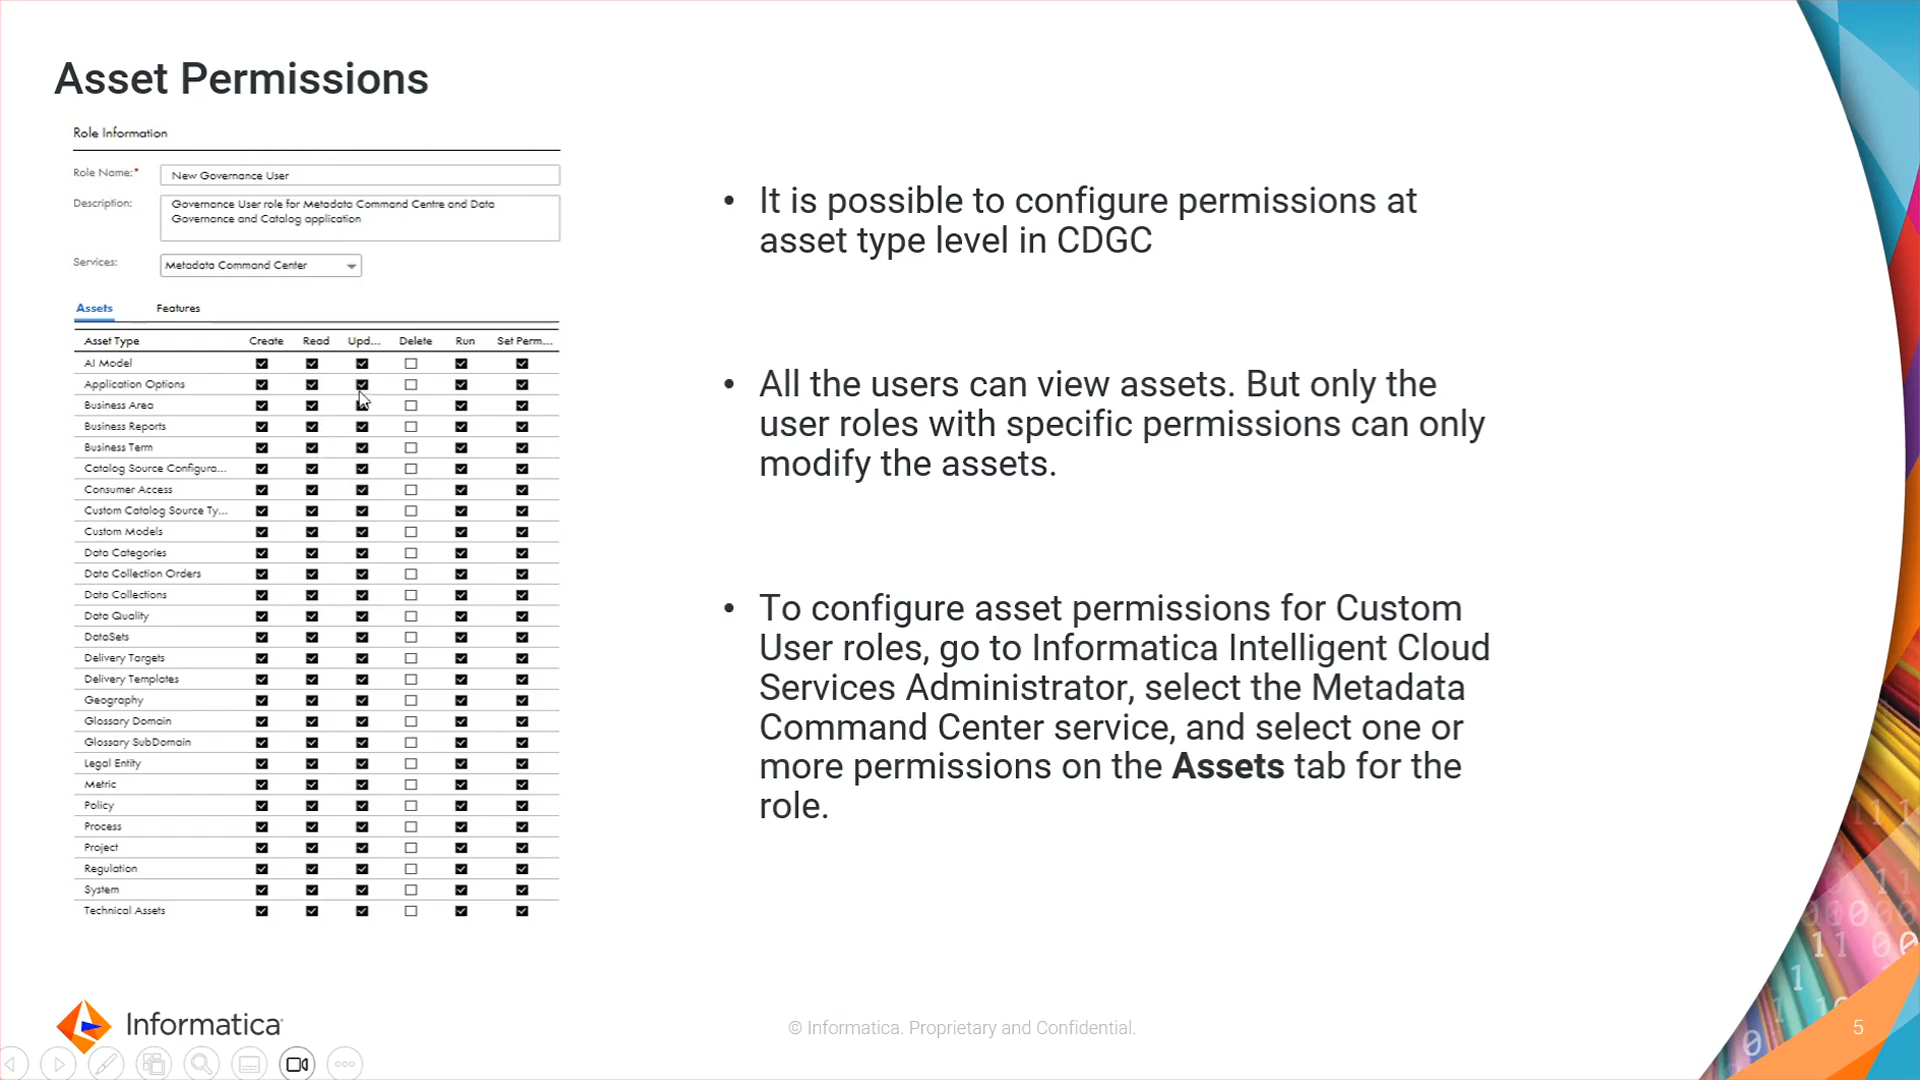 Asset Permissions
Role Information
Role Name:*
New Governance User
Description:
Governance User role for Metadata Command Centre and Data
Governance and Catalog application
Services:
Metadata Command Center
Assets Features
Asset Type Create Read Upd... Delete Run Set Perm...
AI Model
Application Options
Business Area
Business Reports
Business Term
Catalog Source Configura...
Consumer Access
Custom Catalog Source Ty...
Custom Models
Data Categories
Data Collection Orders
Data Collections
Data Quality
DataSets
Delivery Targets
Delivery Templates
Geography
Glossary Domain
Glossary SubDomain
Legal Entity
Metric
Policy
Process
Project
Regulation
System
Technical Assets
• It is possible to configure permissions at
asset type level in CDGC
• All the users can view assets. But only the
user roles with specific permissions can only
modify the assets.
• To configure asset permissions for Custom
User roles, go to Informatica Intelligent Cloud
Services Administrator, select the Metadata
Command Center service, and select one or
more permissions on the Assets tab for the
role.
Informatica
© Informatica. Proprietary and Confidential.
5